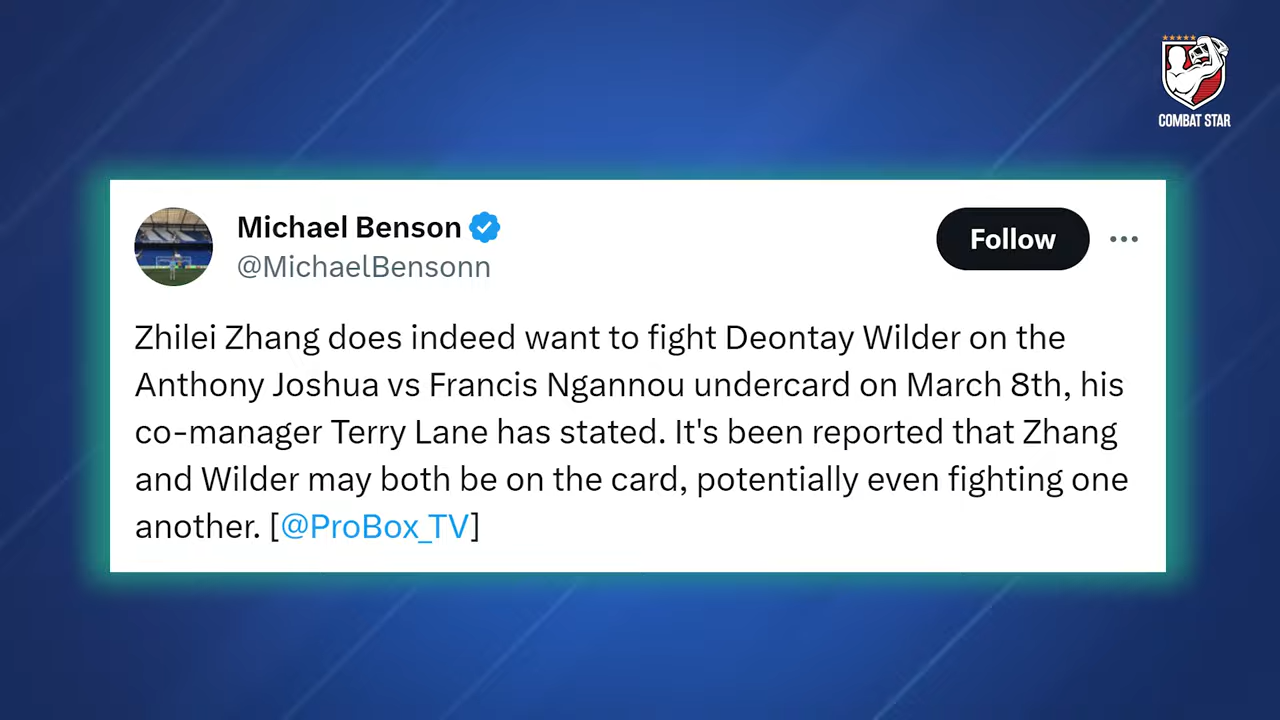 COMBAT STAR
Michael Benson
@MichaelBensonn
Follow
Zhilei Zhang does indeed want to fight Deontay Wilder on the
Anthony Joshua vs Francis Ngannou undercard on March 8th, his
co-manager Terry Lane has stated. It's been reported that Zhang
and Wilder may both be on the card, potentially even fighting one
another. [@ProBox_TV]